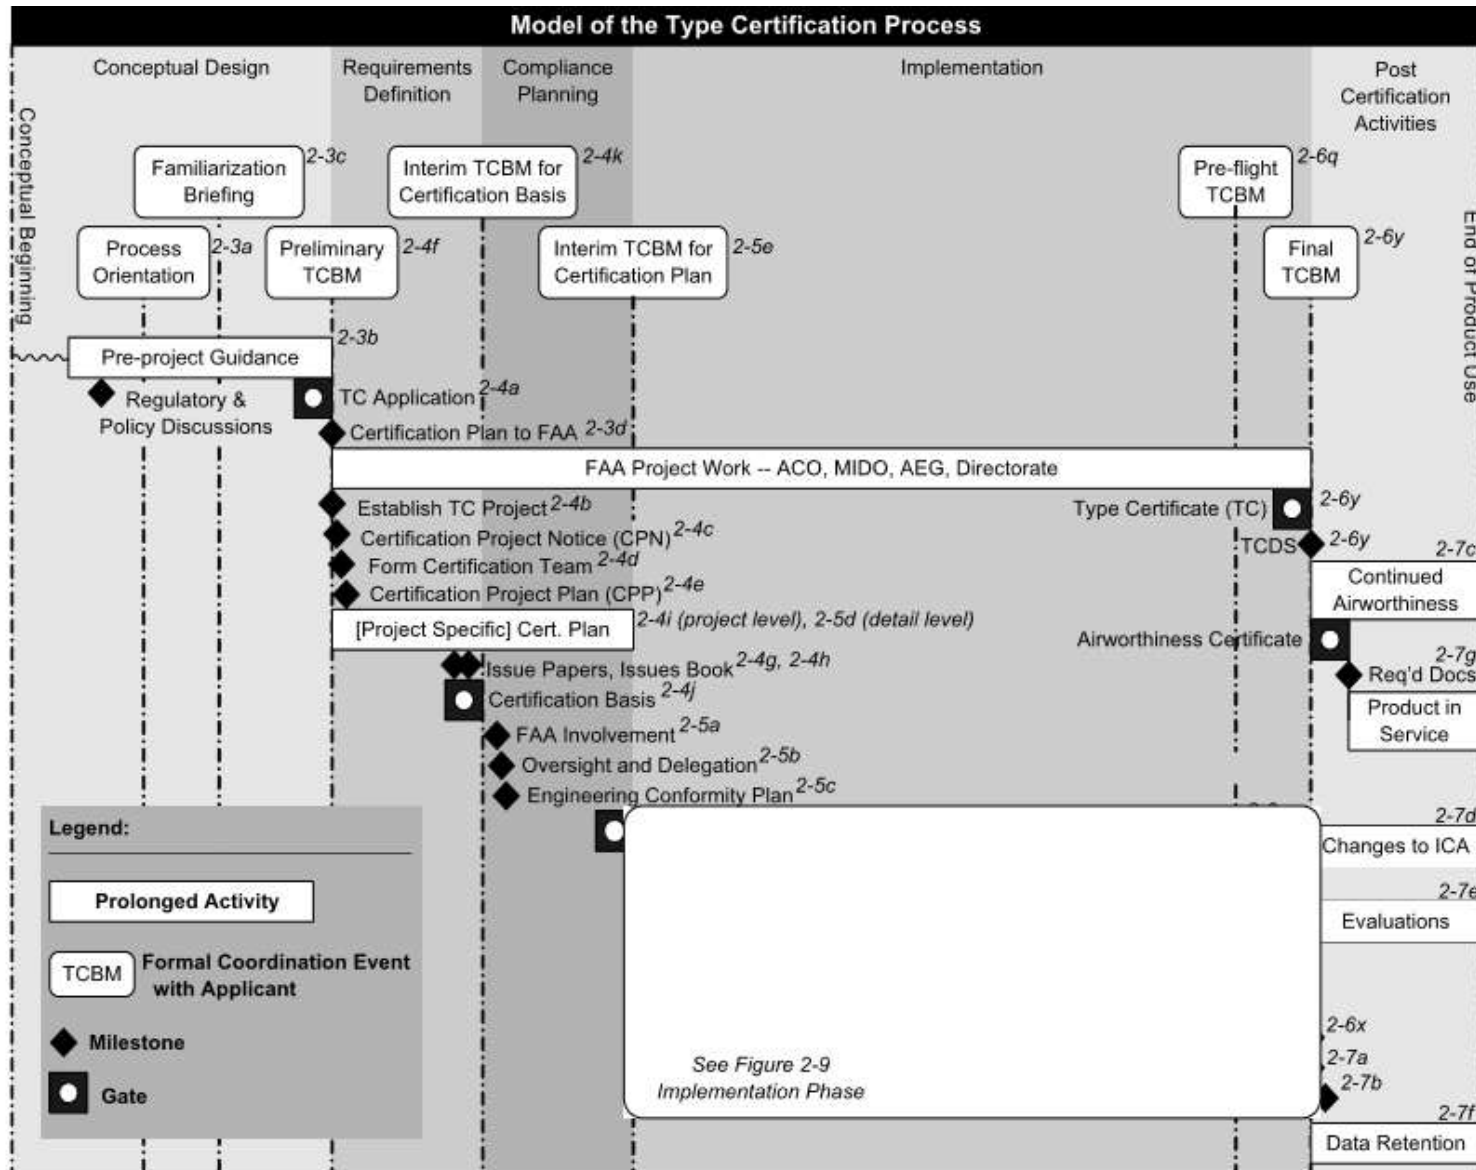 Model of the Type Certification Process
Conceptual Design
Requirements
Definition
Compliance
Planning
Implementation
Post
Certification
Activities
Conceptual Beginning
End of Product Use
Familiarization
Briefing
2-3c
Interim TCBM for
Certification Basis
2-4k
Pre-flight
TCBM
2-6q
Process
Orientation
2-3a
Preliminary
TCBM
2-4f
Interim TCBM for
Certification Plan
2-5e
Final
TCBM
2-6y
Pre-project Guidance
2-3b
Regulatory &
Policy Discussions
TC Application 2-4a
Certification Plan to FAA 2-3d
FAA Project Work -- ACO, MIDO, AEG, Directorate
Establish TC Project 2-4b
Type Certificate (TC)
2-6y
Certification Project Notice (CPN) 2-4c
TCDS
2-6y
Form Certification Team 2-4d
2-7c
Continued
Airworthiness
Certification Project Plan (CPP) 2-4e
[Project Specific] Cert. Plan
2-4i (project level), 2-5d (detail level)
Airworthiness Certificate
2-7g
Req'd Docs
Issue Papers, Issues Book 2-4g, 2-4h
Certification Basis 2-4j
Product in
Service
FAA Involvement 2-5a
Oversight and Delegation 2-5b
Engineering Conformity Plan 2-5c
2-7d
Changes to ICA
2-7e
Evaluations
See Figure 2-9
Implementation Phase
2-6x
2-7a
2-7b
2-7f
Data Retention
Legend:
Prolonged Activity
TCBM
Formal Coordination Event
with Applicant
Milestone
Gate